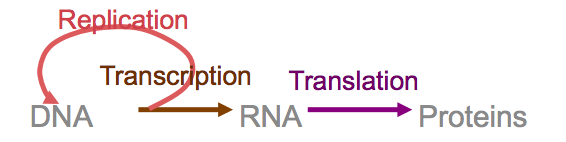 Replication
Transcription Translation
DNA RNA Proteins